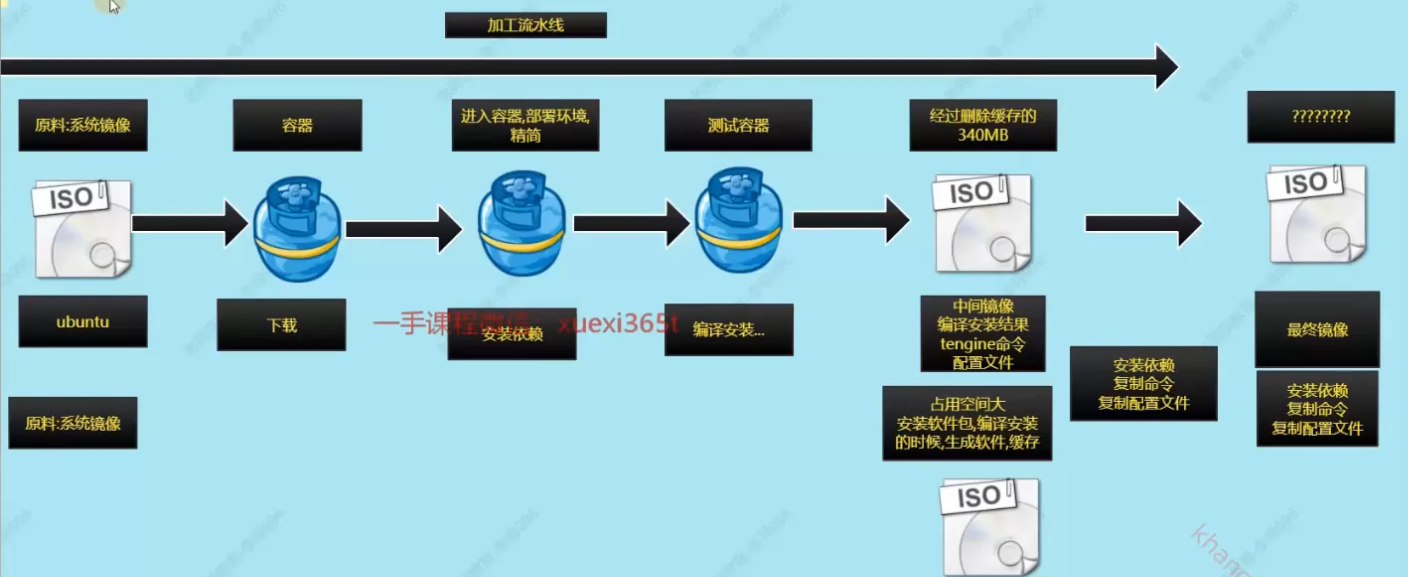 加工流水线
原料:系统镜像
容器
进入容器,部署环境,
精简
测试容器
经过删除缓存的
340MB
????????
ISO
ISO
ISO
ubuntu
下载
一手课程微信: xuexi365t
安装依赖
编译安装...
中间镜像
编译安装结果
tengine命令
配置文件
最终镜像
安装依赖
复制命令
复制配置文件
安装依赖
复制命令
复制配置文件
原料:系统镜像
占用空间大
安装软件包,编译安装
的时候,生成软件,缓存
ISO